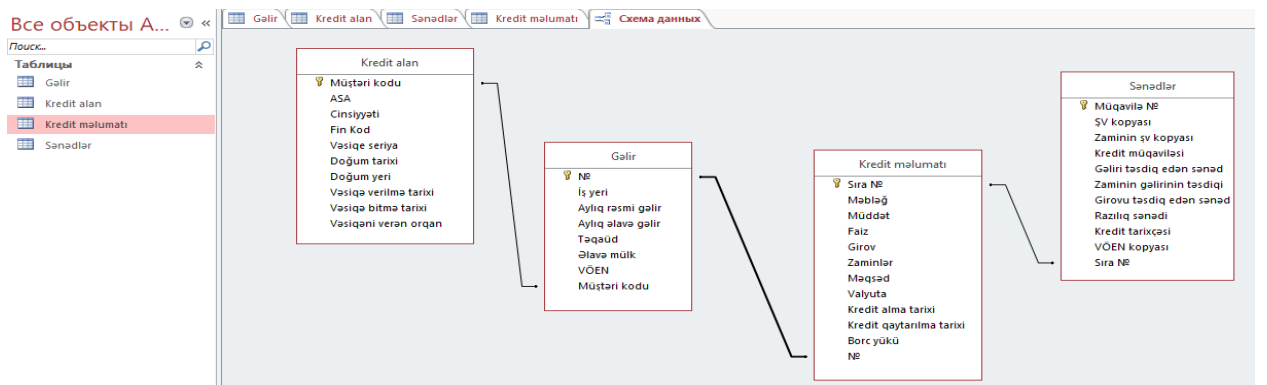 Все объекты A... «
Поиск...
Таблицы
Gəlir
Kredit alan
Kredit məlumatı
Sənədlər
Gəlir Kredit alan Sənədlər Kredit məlumatı Схема данных
Kredit alan
Müştəri kodu
ASA
Cinsiyyəti
Fin Kod
Vəsiqe seriya
Doğum tarixi
Doğum yeri
Vəsiqə verilmə tarixi
Vəsiqə bitmə tarixi
Vəsiqəni verən orqan
Gəlir
№
İş yeri
Aylıq rəsmi gəlir
Aylıq əlavə gəlir
Təqaüd
Əlavə mülk
VÖEN
Müştəri kodu
Kredit məlumatı
Sıra №
Məbləğ
Müddət
Faiz
Girov
Zaminlər
Məqsəd
Valyuta
Kredit alma tarixi
Kredit qaytarılma tarixi
Borc yükü
№
Sənədlər
Müqavilə №
ŞV kopyası
Zaminin şv kopyası
Kredit müqaviləsi
Gəliri təsdiq edən sənəd
Zaminin gəlirinin təsdiqi
Girovu təsdiq edən sənəd
Razılıq sənədi
Kredit tarixçəsi
VÖEN kopyası
Sıra №